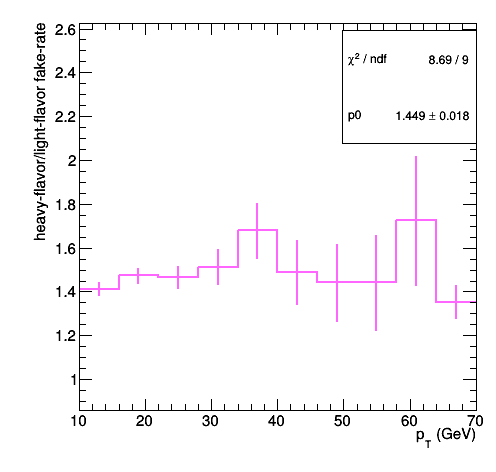 heavy-flavor/light-flavor fake-rate
2.6
2.4
2.2
2
1.8
1.6
1.4
1.2
1
χ² / ndf 8.69 / 9
p0 1.449 ± 0.018
10 20 30 40 50 60 70
p_T (GeV)